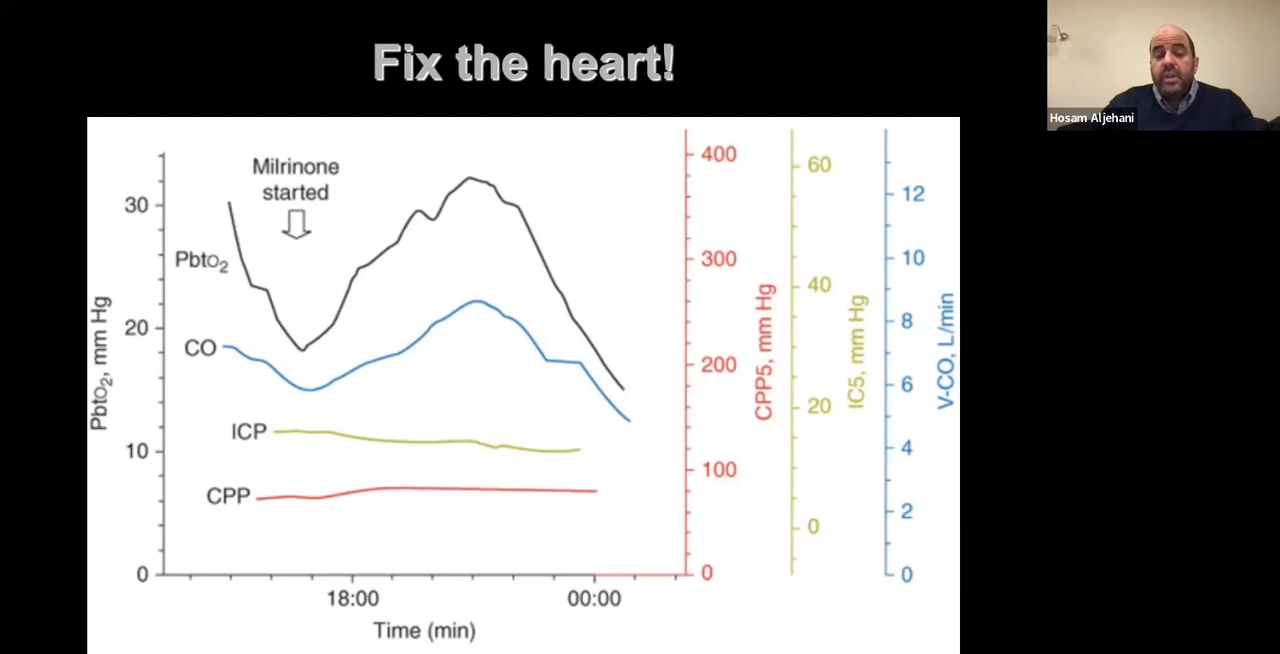 Fix the heart!
Hosam Aljehani
Milrinone
started
PbtO₂
CO
ICP
CPP
PbtO₂, mm Hg
30
20
10
0
400
300
200
100
0
CPP5, mm Hg
60
40
20
0
IC5, mm Hg
12
10
8
6
4
2
0
V-CO, L/min
18:00
00:00
Time (min)